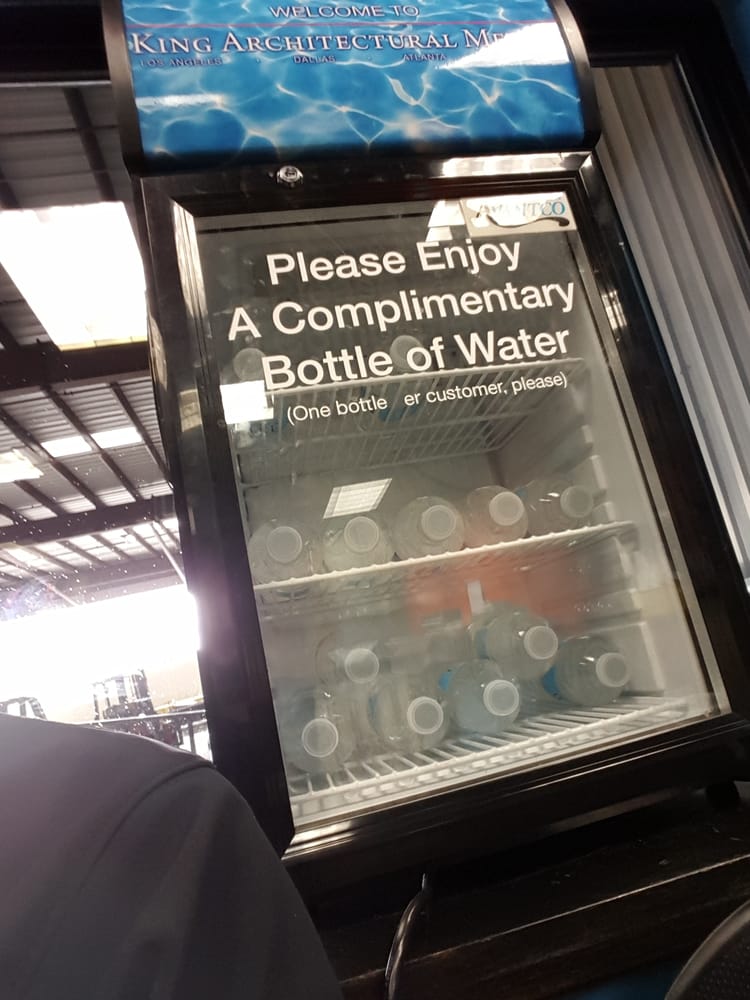 WELCOME TO
KING ARCHITECTURAL
LOS ANGELES · DALLAS · ATLANTA
Please Enjoy
A Complimentary
Bottle of Water
(One bottle er customer, please)